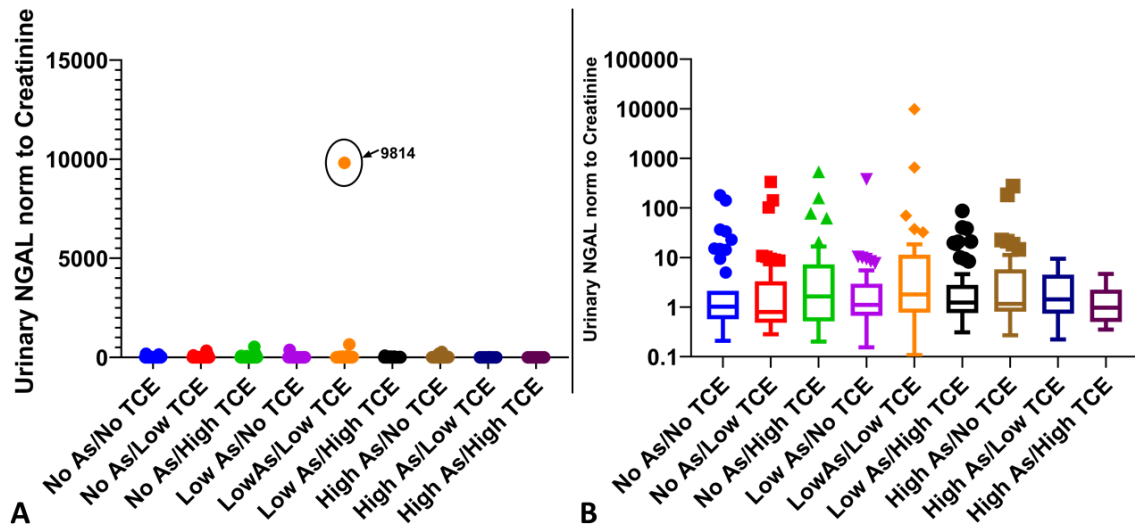 Urinary NGAL norm to Creatinine
15000
10000
5000
0
9814
No As/No TCE
No As/Low TCE
No As/High TCE
Low As/No TCE
LowAs/Low TCE
Low As/High TCE
High As/No TCE
High As/Low TCE
High As/High TCE
A
Urinary NGAL norm to Creatinine
100000
10000
1000
100
10
1
0.1
No As/No TCE
No As/Low TCE
No As/High TCE
Low As/No TCE
LowAs/Low TCE
Low As/High TCE
High As/No TCE
High As/Low TCE
High As/High TCE
B